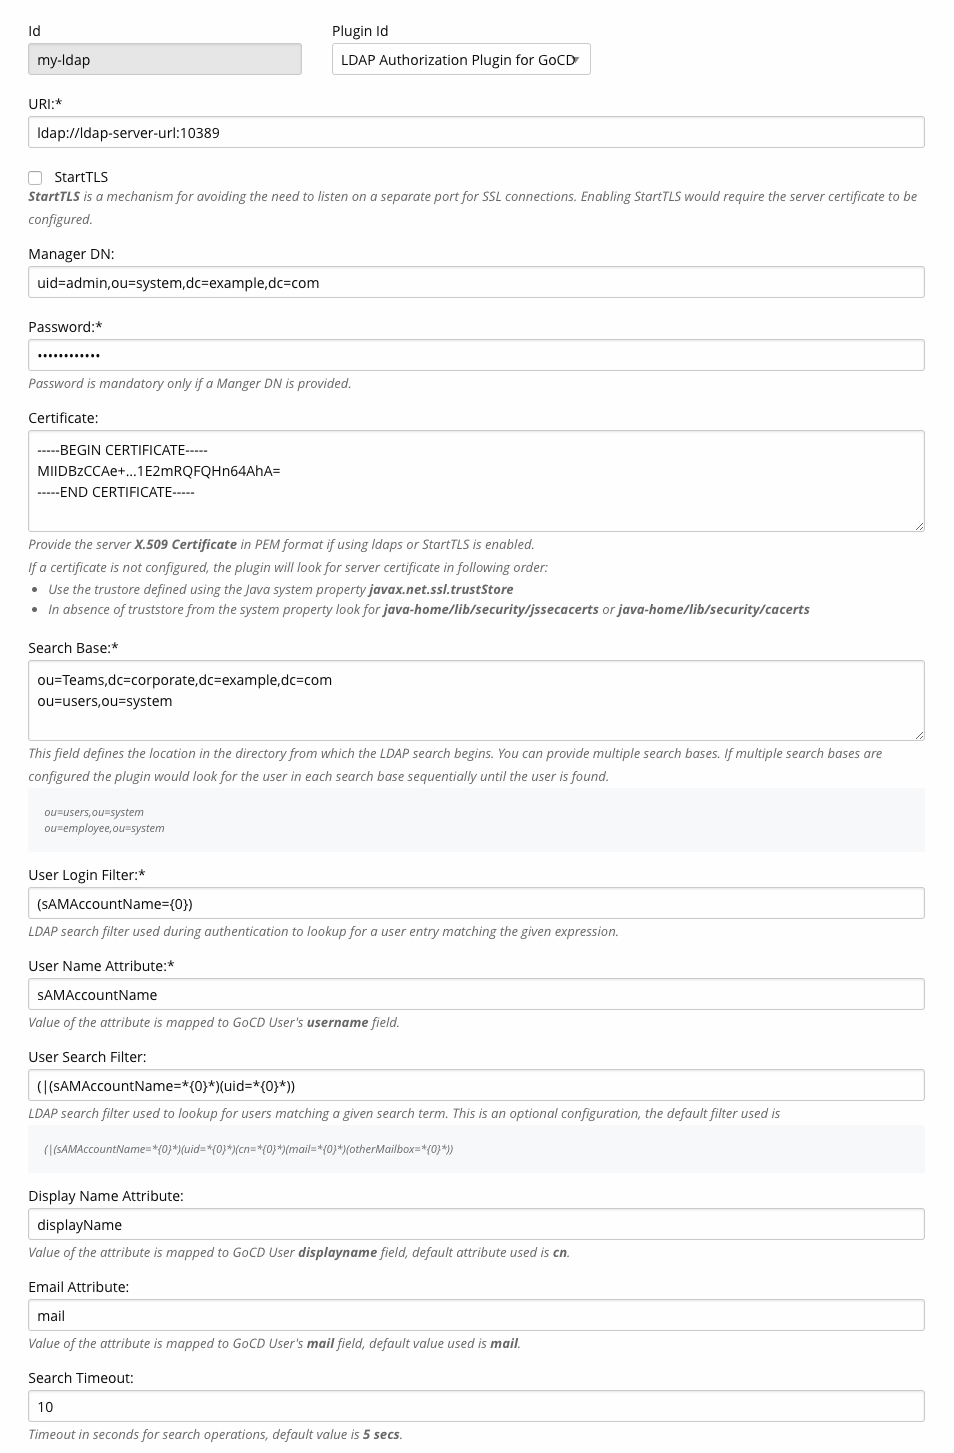 Id
Plugin Id
my-ldap
LDAP Authorization Plugin for GoCD
URI:*
ldap://ldap-server-url:10389
StartTLS
StartTLS is a mechanism for avoiding the need to listen on a separate port for SSL connections. Enabling StartTLS would require the server certificate to be
configured.
Manager DN:
uid=admin,ou=system,dc=example,dc=com
Password:*
••••••••••••
Password is mandatory only if a Manger DN is provided.
Certificate:
-----BEGIN CERTIFICATE-----
MIIDBzCCAe+...1E2mRQFQHn64AhA=
-----END CERTIFICATE-----
Provide the server X.509 Certificate in PEM format if using ldaps or StartTLS is enabled.
If a certificate is not configured, the plugin will look for server certificate in following order:
• Use the trustore defined using the Java system property javax.net.ssl.trustStore
• In absence of truststore from the system property look for java-home/lib/security/jssecacerts or java-home/lib/security/cacerts
Search Base:*
ou=Teams,dc=corporate,dc=example,dc=com
ou=users,ou=system
This field defines the location in the directory from which the LDAP search begins. You can provide multiple search bases. If multiple search bases are
configured the plugin would look for the user in each search base sequentially until the user is found.
ou=users,ou=system
ou=employee,ou=system
User Login Filter:*
(sAMAccountName={0})
LDAP search filter used during authentication to lookup for a user entry matching the given expression.
User Name Attribute:*
sAMAccountName
Value of the attribute is mapped to GoCD User's username field.
User Search Filter:
(|(sAMAccountName=*{0}*)(uid=*{0}*))
LDAP search filter used to lookup for users matching a given search term. This is an optional configuration, the default filter used is
(|(sAMAccountName=*{0}*)(uid=*{0}*)(cn=*{0}*)(mail=*{0}*)(otherMailbox=*{0}*))
Display Name Attribute:
displayName
Value of the attribute is mapped to GoCD User displayname field, default attribute used is cn.
Email Attribute:
mail
Value of the attribute is mapped to GoCD User's mail field, default value used is mail.
Search Timeout:
10
Timeout in seconds for search operations, default value is 5 secs.